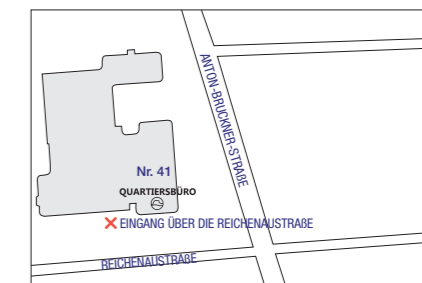 ANTON-BRUCKNER-STRAßE
Nr. 41
QUARTIERSBÜRO
EINGANG ÜBER DIE REICHENAUSTRAßE
REICHENAUSTRAßE